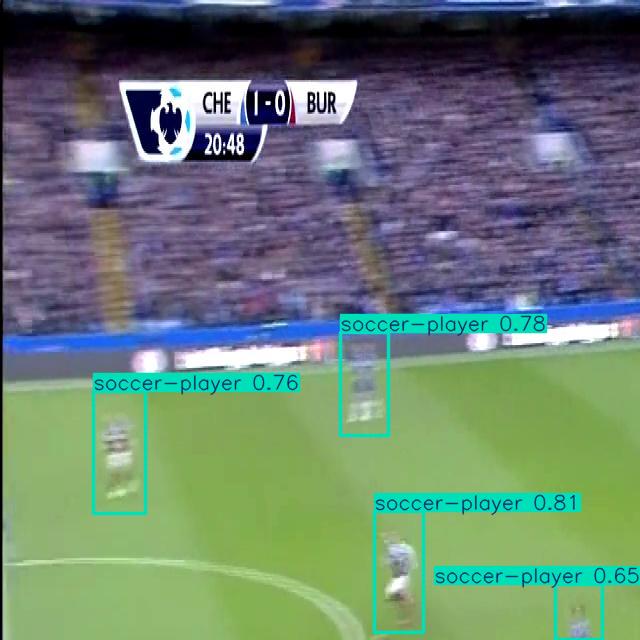 CHE 1-0 BUR
20:48
soccer-player 0.78
soccer-player 0.76
soccer-player 0.81
soccer-player 0.65